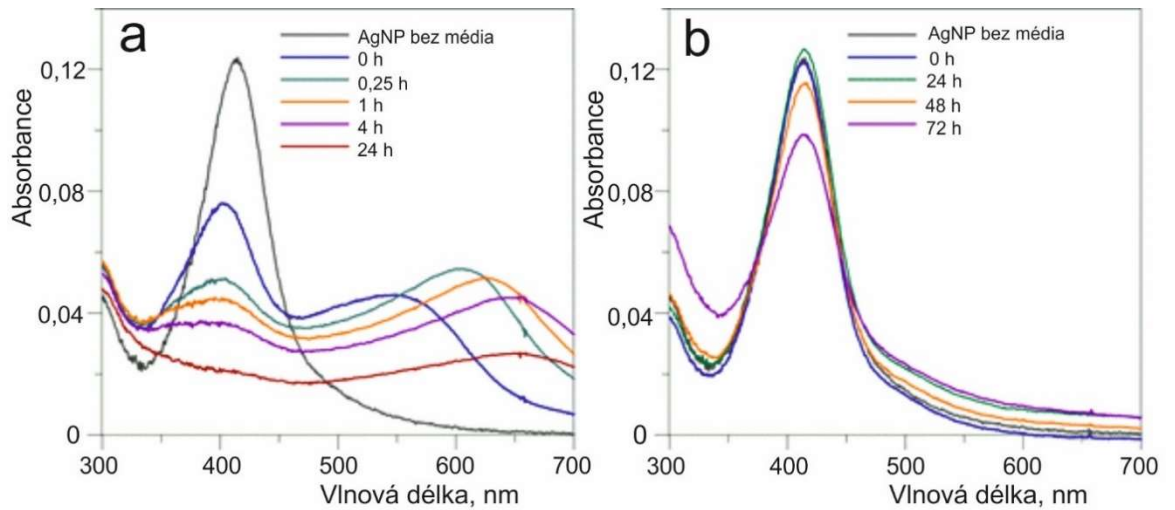 a
AgNP bez média
0 h
0,25 h
1 h
4 h
24 h
0,12
0,08
0,04
0
Absorbance
300
400
500
600
700
Vlnová délka, nm
b
AgNP bez média
0 h
24 h
48 h
72 h
0,12
0,08
0,04
0
Absorbance
300
400
500
600
700
Vlnová délka, nm